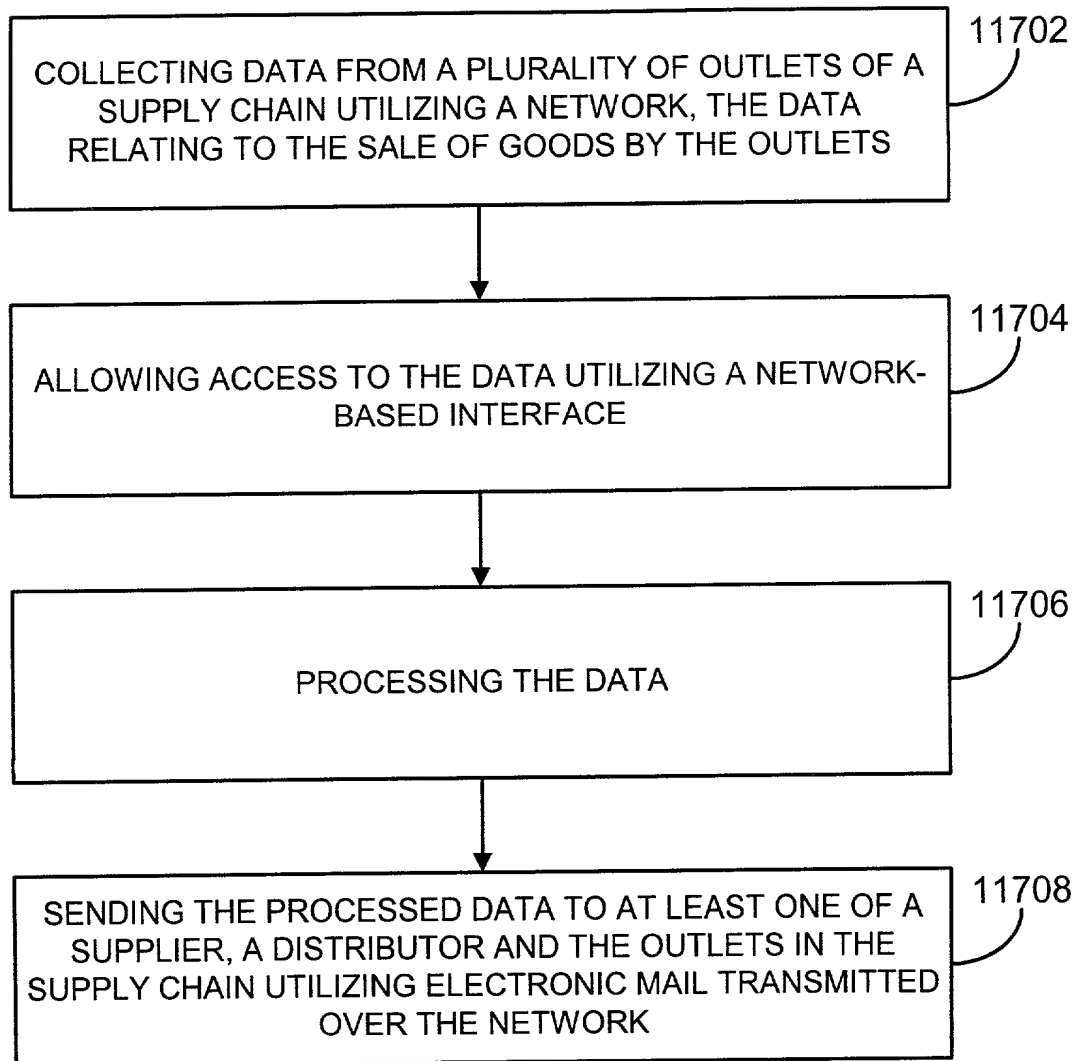 11702
COLLECTING DATA FROM A PLURALITY OF OUTLETS OF A
SUPPLY CHAIN UTILIZING A NETWORK, THE DATA
RELATING TO THE SALE OF GOODS BY THE OUTLETS
11704
ALLOWING ACCESS TO THE DATA UTILIZING A NETWORK-
BASED INTERFACE
11706
PROCESSING THE DATA
11708
SENDING THE PROCESSED DATA TO AT LEAST ONE OF A
SUPPLIER, A DISTRIBUTOR AND THE OUTLETS IN THE
SUPPLY CHAIN UTILIZING ELECTRONIC MAIL TRANSMITTED
OVER THE NETWORK